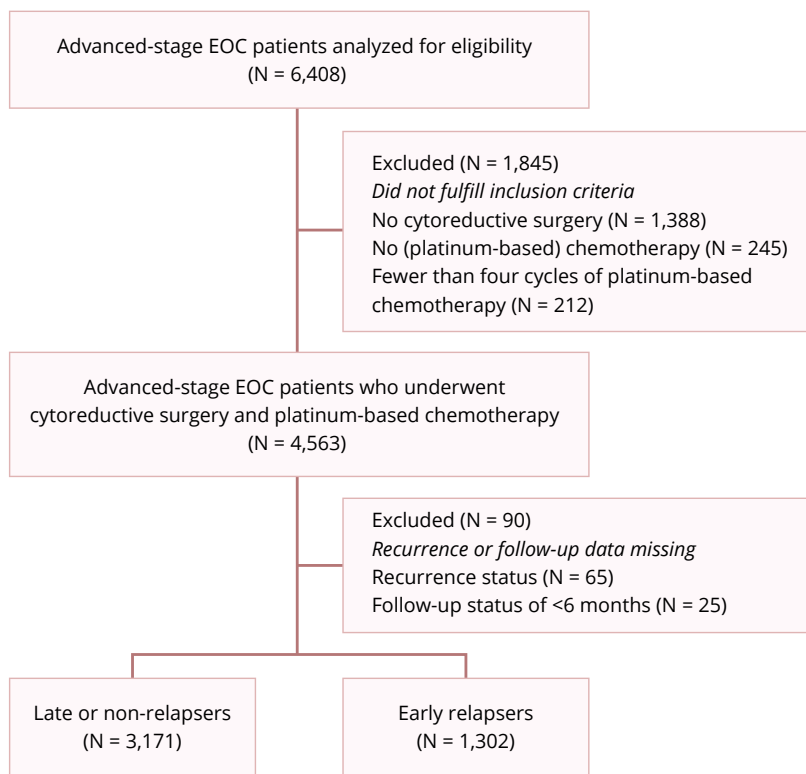 Advanced-stage EOC patients analyzed for eligibility
(N = 6,408)
Excluded (N = 1,845)
Did not fulfill inclusion criteria
No cytoreductive surgery (N = 1,388)
No (platinum-based) chemotherapy (N = 245)
Fewer than four cycles of platinum-based
chemotherapy (N = 212)
Advanced-stage EOC patients who underwent
cytoreductive surgery and platinum-based chemotherapy
(N = 4,563)
Excluded (N = 90)
Recurrence or follow-up data missing
Recurrence status (N = 65)
Follow-up status of <6 months (N = 25)
Late or non-relapsers
(N = 3,171)
Early relapsers
(N = 1,302)